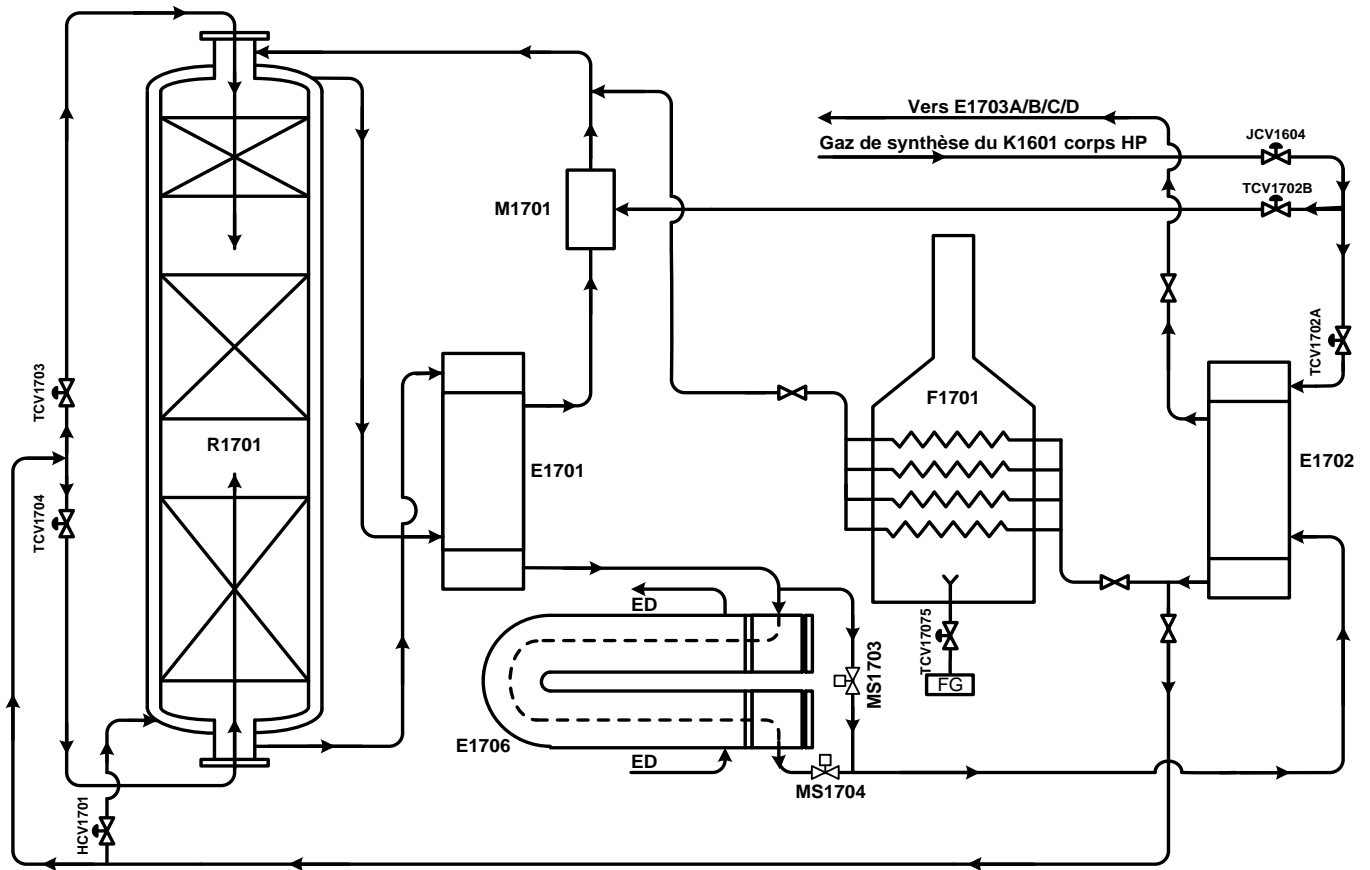 Vers E1703A/B/C/D
Gaz de synthèse du K1601 corps HP
JCV1604
TCV1702B
M1701
TCV1702A
TCV1703
F1701
R1701
E1701
E1702
TCV1704
ED
TCV17075
MS1703
FG
E1706
ED
MS1704
HCV1701